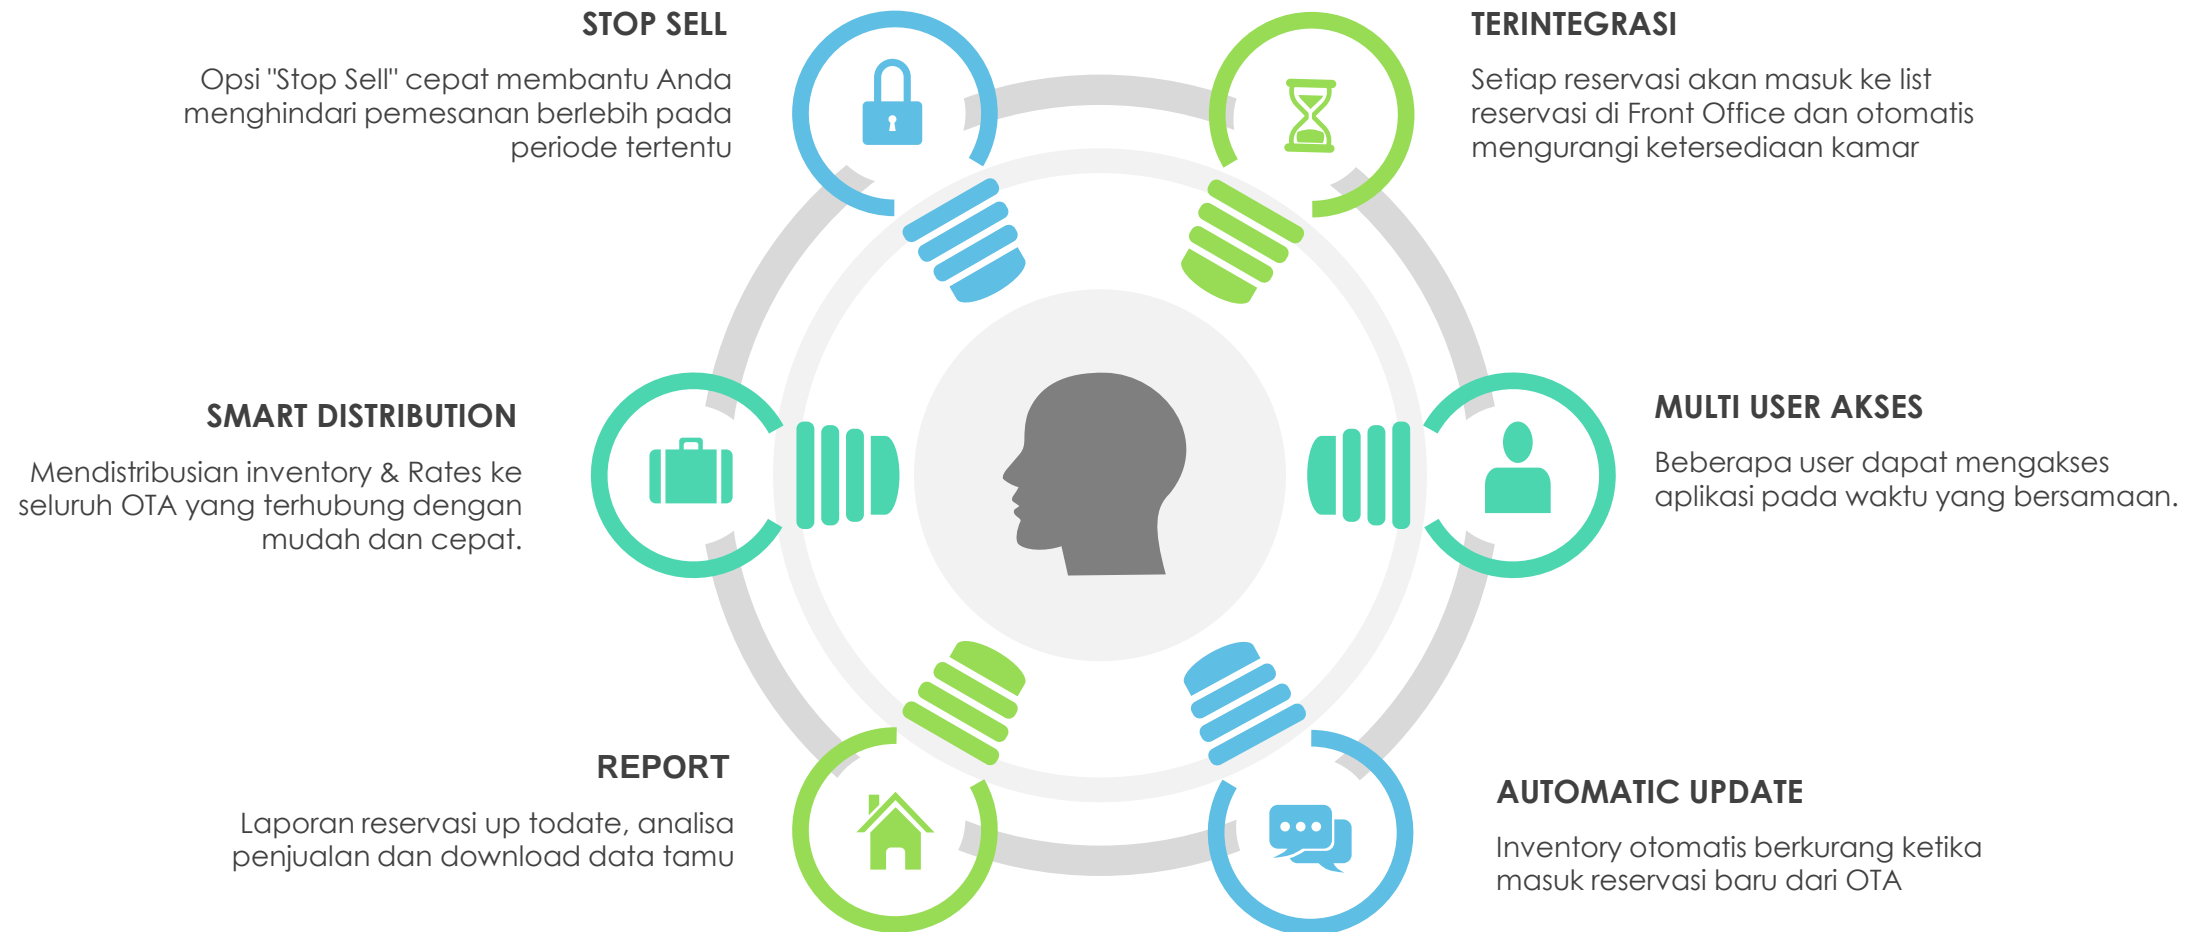 STOP SELL
Opsi "Stop Sell" cepat membantu Anda
menghindari pemesanan berlebih pada
periode tertentu
TERINTEGRASI
Setiap reservasi akan masuk ke list
reservasi di Front Office dan otomatis
mengurangi ketersediaan kamar
SMART DISTRIBUTION
Mendistribusian inventory & Rates ke
seluruh OTA yang terhubung dengan
mudah dan cepat.
MULTI USER AKSES
Beberapa user dapat mengakses
aplikasi pada waktu yang bersamaan.
REPORT
Laporan reservasi up todate, analisa
penjualan dan download data tamu
AUTOMATIC UPDATE
Inventory otomatis berkurang ketika
masuk reservasi baru dari OTA